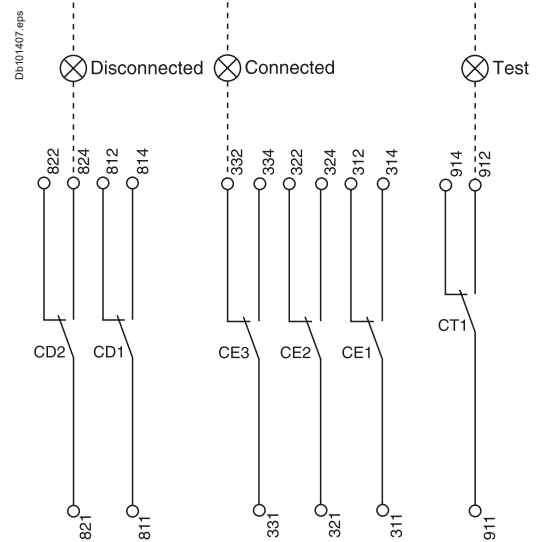 Db101407.eps
Disconnected
Connected
Test
822
824
812
814
332
334
322
324
312
314
914
912
CD2
CD1
CE3
CE2
CE1
CT1
821
811
331
321
311
911